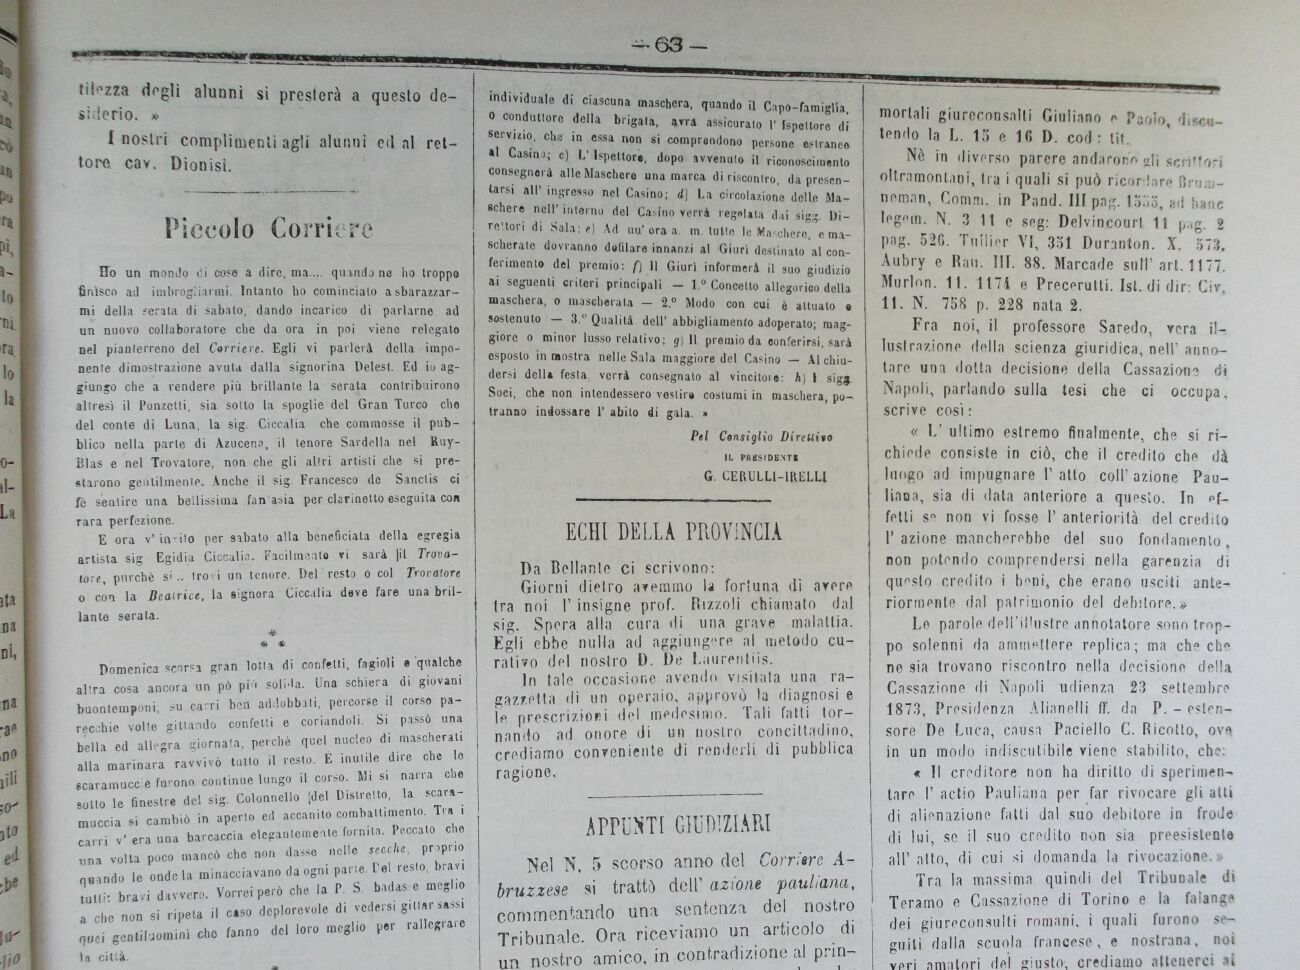 — 63 —
tilezza degli alunni si presterà a questo de-
siderio. »
I nostri complimenti agli alunni ed al ret-
tore cav. Dionisi.
Piccolo Corriere
Ho un mondo di cose a dire, ma.... quando ne ho troppe
finisco ad imbrogliarmi. Intanto ho cominciato a sbarazzar-
mi della serata di sabato, dando incarico di parlarne ad
un nuovo collaboratore che da ora in poi viene relegato
nel pianterreno del Corriere. Egli vi parlerà della impo-
nente dimostrazione avuta dalla signorina Delest. Ed io ag-
giungo che a rendere più brillante la serata contribuirono
altresì il Ponzetti, sia sotto la spoglie del Gran Turco che
del conte di Luna, la sig. Ciccalia che commosse il pub-
blico nella parte di Azucena, il tenore Sardella nel Ruy-
Blas e nel Trovatore, non che gli altri artisti che si pre-
starono gentilmente. Anche il sig. Francesco de Sanctis ci
fè sentire una bellissima fantasia per clarinetto eseguita con
rara perfezione.
E ora v'invito per sabato alla beneficiata della egregia
artista sig Egidia Ciccalia. Facilmente vi sarà il Trova-
tore, purchè si.. trovi un tenore. Del resto o col Trovatore
o con la Beatrice, la signora Ciccalia deve fare una bril-
lante serata.
*
* *
Domenica scorsa gran lotta di confetti, fagioli e qualche
altra cosa ancora un pò più solida. Una schiera di giovani
buontemponi, su carri ben addobbati, percorse il corso pa-
recchie volte gittando confetti e coriandoli. Si passò una
bella ed allegra giornata, perchè quel nucleo di mascherati
alla marinara ravvivò tutto il resto. È inutile dire che le
scaramucce furono continue lungo il corso. Mi si narra che
sotto le finestre del sig. Colonnello del Distretto, la scara-
muccia si cambiò in aperto ed accanito combattimento. Tra i
carri v' era una barcaccia elegantemente fornita. Peccato che
una volta poco mancò che non dasse nelle secche, proprio
quando le onde la minacciavano da ogni parte. Del resto, bravi
tutti: bravi davvero. Vorrei però che la P. S. badasse meglio
a che non si ripeta il caso deplorevole di vedersi gittar sassi
quei gentiluomini che fanno del loro meglio per rallegrare
la città.
individuale di ciascuna maschera, quando il Capo-famiglia,
o conduttore della brigata, avrà assicurato l' Ispettore di
servizio, che in essa non si comprendono persone estranee
al Casino; c) L' Ispettore, dopo avvenuto il riconoscimento
consegnerà alle Maschere una marca di riscontro, da presen-
tarsi all' ingresso nel Casino; d) La circolazione delle Ma-
schere nell' interno del Casino verrà regolata dai sigg. Di-
rettori di Sala; e) Ad un' ora a. m. tutte le Maschere, e ma-
scherate dovranno defilare innanzi al Giurì destinato al con-
ferimento del premio: f) Il Giurì informerà il suo giudizio
ai seguenti criteri principali — 1.° Concetto allegorico della
maschera, o mascherata — 2.° Modo con cui è attuato e
sostenuto — 3.° Qualità dell' abbigliamento adoperato; mag-
giore o minor lusso relativo; g) Il premio da conferirsi, sarà
esposto in mostra nelle Sala maggiore del Casino — Al chiu-
dersi della festa, verrà consegnato al vincitore: h) I sigg.
Soci, che non intendessero vestire costumi in maschera, po-
tranno indossare l' abito di gala. »
Pel Consiglio Direttivo
IL PRESIDENTE
G. CERULLI-IRELLI
ECHI DELLA PROVINCIA
Da Bellante ci scrivono:
Giorni dietro avemmo la fortuna di avere
tra noi l' insigne prof. Rizzoli chiamato dal
sig. Spera alla cura di una grave malattia.
Egli ebbe nulla ad aggiungere al metodo cu-
rativo del nostro D. De Laurentiis.
In tale occasione avendo visitata una ra-
gazzetta di un operaio, approvò la diagnosi e
le prescrizioni del medesimo. Tali fatti tor-
nando ad onore di un nostro concittadino,
crediamo conveniente di renderli di pubblica
ragione.
APPUNTI GIUDIZIARI
Nel N, 5 scorso anno del Corriere A-
bruzzese si trattò dell' azione pauliana,
commentando una sentenza del nostro
Tribunale. Ora riceviamo un articolo di
un nostro amico, in contradizione al prin-
mortali giureconsalti Giuliano e Paolo, discu-
tendo la L. 15 e 16 D. cod: tit.
Nè in diverso parere andarono gli scrittori
oltramontani, tra i quali si può ricordare Brum-
neman, Comm. in Pand. III pag. 1555, ad hanc
legem. N. 3 11 e seg: Delvincourt 11 pag. 2
pag. 526. Tuilier VI, 351 Duranton. X. 573,
Aubry e Rau. III. 88. Marcade sull' art. 1177.
Murlon. 11. 1174 e Precerutti. Ist. di dir: Civ,
11. N. 758 p. 228 nata 2.
Fra noi, il professore Saredo, vera il-
lustrazione della scienza giuridica, nell' anno-
tare una dotta decisione della Cassazione di
Napoli, parlando sulla tesi che ci occupa,
scrive così:
« L' ultimo estremo finalmente, che si ri-
chiede consiste in ciò, che il credito che dà
luogo ad impugnare l' atto coll' azione Pau-
liana, sia di data anteriore a questo. In ef-
fetti se non vi fosse l' anteriorità del credito
l' azione mancherebbe del suo fondamento,
non potendo comprendersi nella garenzia di
questo credito i beni, che erano usciti ante-
riormente dal patrimonio del debitore.»
Le parole dell'illustre annotatore sono trop-
po solenni da ammettere replica; ma che che
ne sia trovano riscontro nella decisione della
Cassazione di Napoli udienza 23 settembre
1873, Presidenza Alianelli ff. da P. - esten-
sore De Luca, causa Paciello C. Ricotto, ove
in un modo indiscutibile viene stabilito, che:
« Il creditore non ha diritto di sperimen-
tare l' actio Pauliana per far rivocare gli atti
di alienazione fatti dal suo debitore in frode
di lui, se il suo credito non sia preesistente
all' atto, di cui si domanda la rivocazione.»
Tra la massima quindi del Tribunale di
Teramo e Cassazione di Torino e la falange
dei giureconsulti romani, i quali furono se-
guiti dalla scuola francese, e nostrana, noi
veri amatori del giusto, crediamo attenerci ai